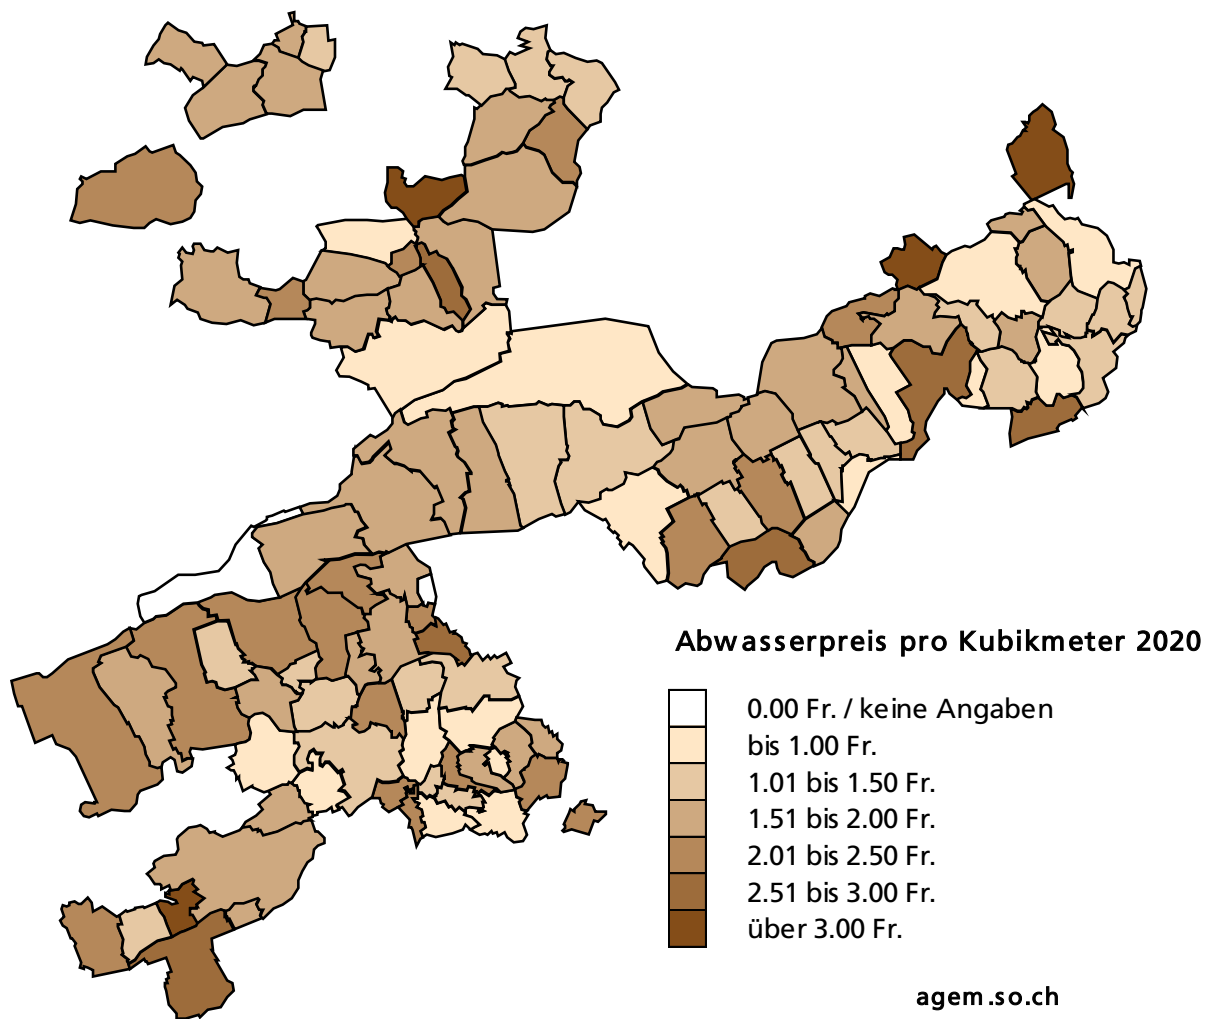 Abwasserpreis pro Kubikmeter 2020
0.00 Fr. / keine Angaben
bis 1.00 Fr.
1.01 bis 1.50 Fr.
1.51 bis 2.00 Fr.
2.01 bis 2.50 Fr.
2.51 bis 3.00 Fr.
über 3.00 Fr.
agem.so.ch